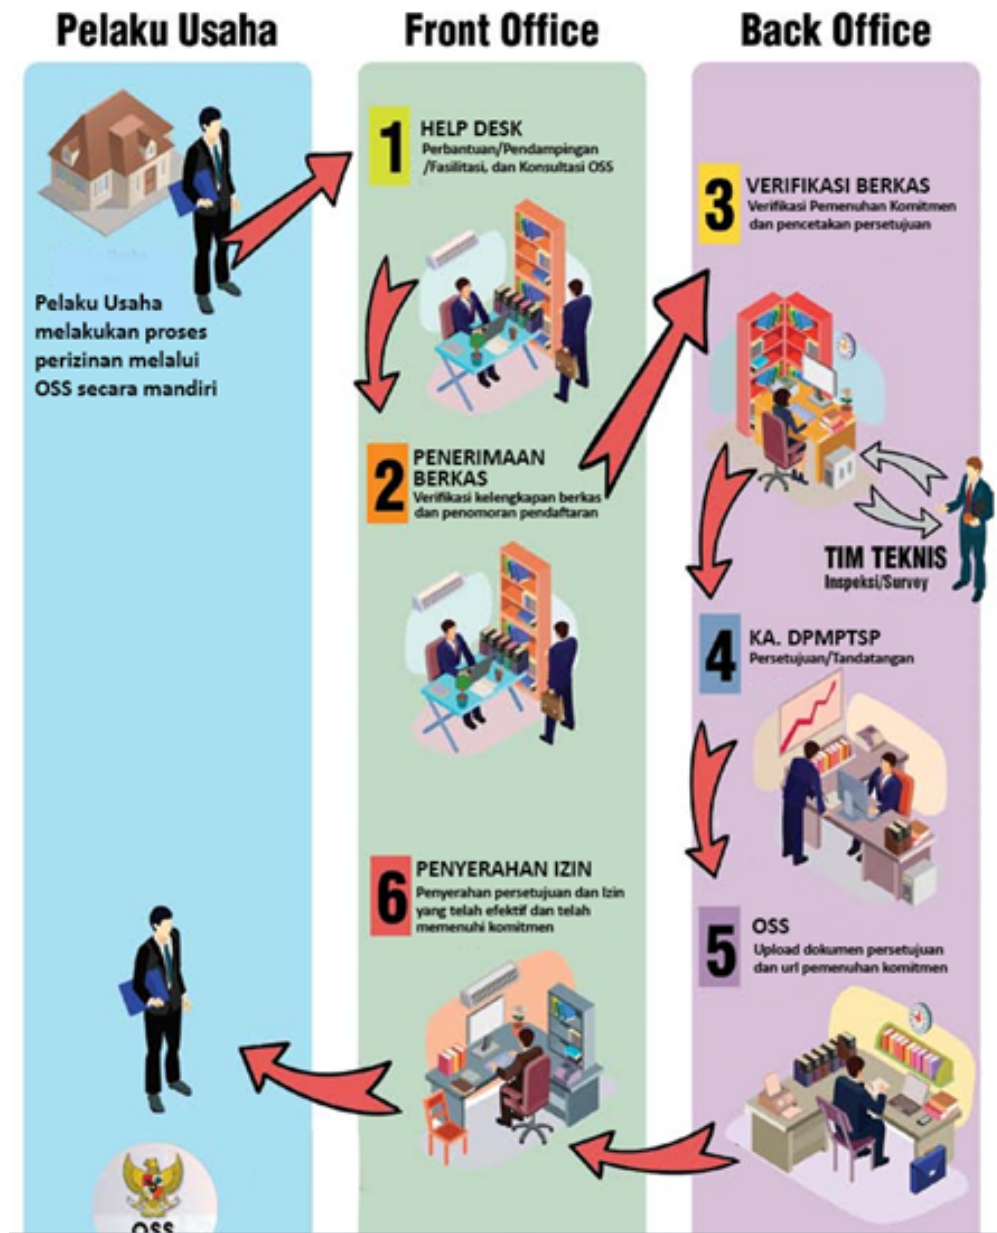 Pelaku Usaha
Front Office
Back Office
Pelaku Usaha
melakukan proses
perizinan melalui
OSS secara mandiri
1
HELP DESK
Perbantuan/Pendampingan
/Fasilitasi, dan Konsultasi OSS
2
PENERIMAAN
BERKAS
Verifikasi kelengkapan berkas
dan penomoran pendaftaran
3
VERIFIKASI BERKAS
Verifikasi Pemenuhan Komitmen
dan pencetakan persetujuan
TIM TEKNIS
Inspeksi/Survey
4
KA. DPMPTSP
Persetujuan/Tandatangan
5
OSS
Upload dokumen persetujuan
dan url pemenuhan komitmen
6
PENYERAHAN IZIN
Penyerahan persetujuan dan Izin
yang telah efektif dan telah
memenuhi komitmen
OSS